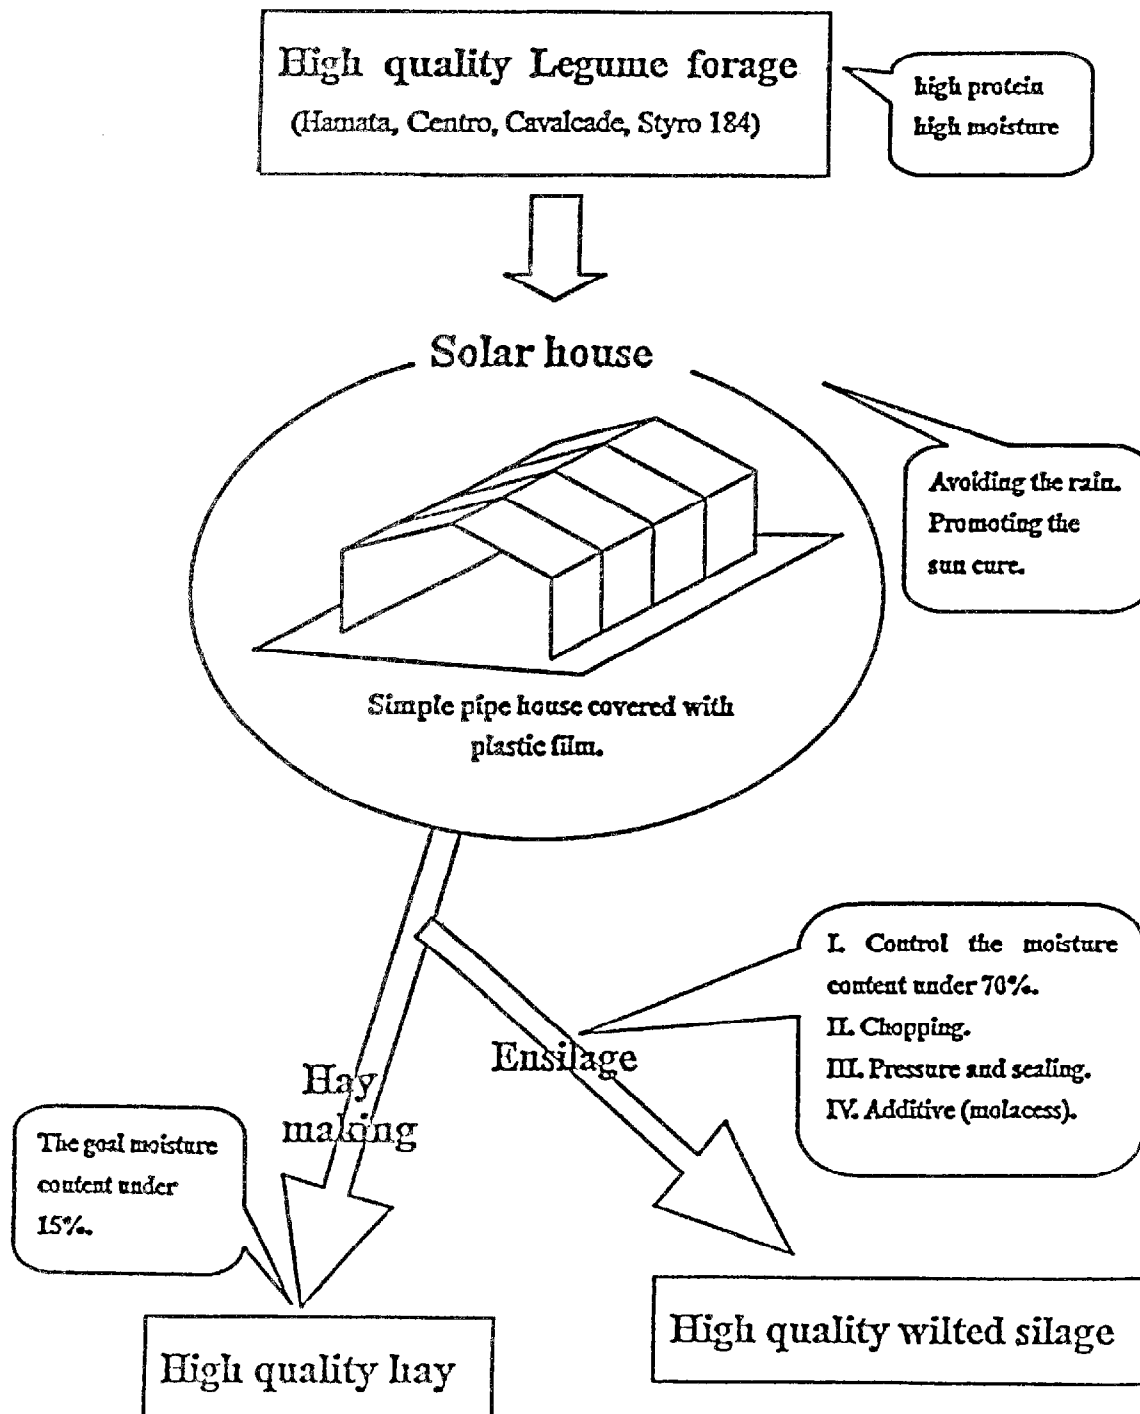 High quality Legume forage
(Hamata, Centro, Cavalcade, Styro 184)
high protein
high moisture
Solar house
Avoiding the rain.
Promoting the
sun cure.
Simple pipe house covered with
plastic film.
I. Control the moisture
content under 70%.
II. Chopping.
III. Pressure and sealing.
IV. Additive (molacess).
Ensilage
Hay
making
The goal moisture
content under
15%.
High quality wilted silage
High quality hay